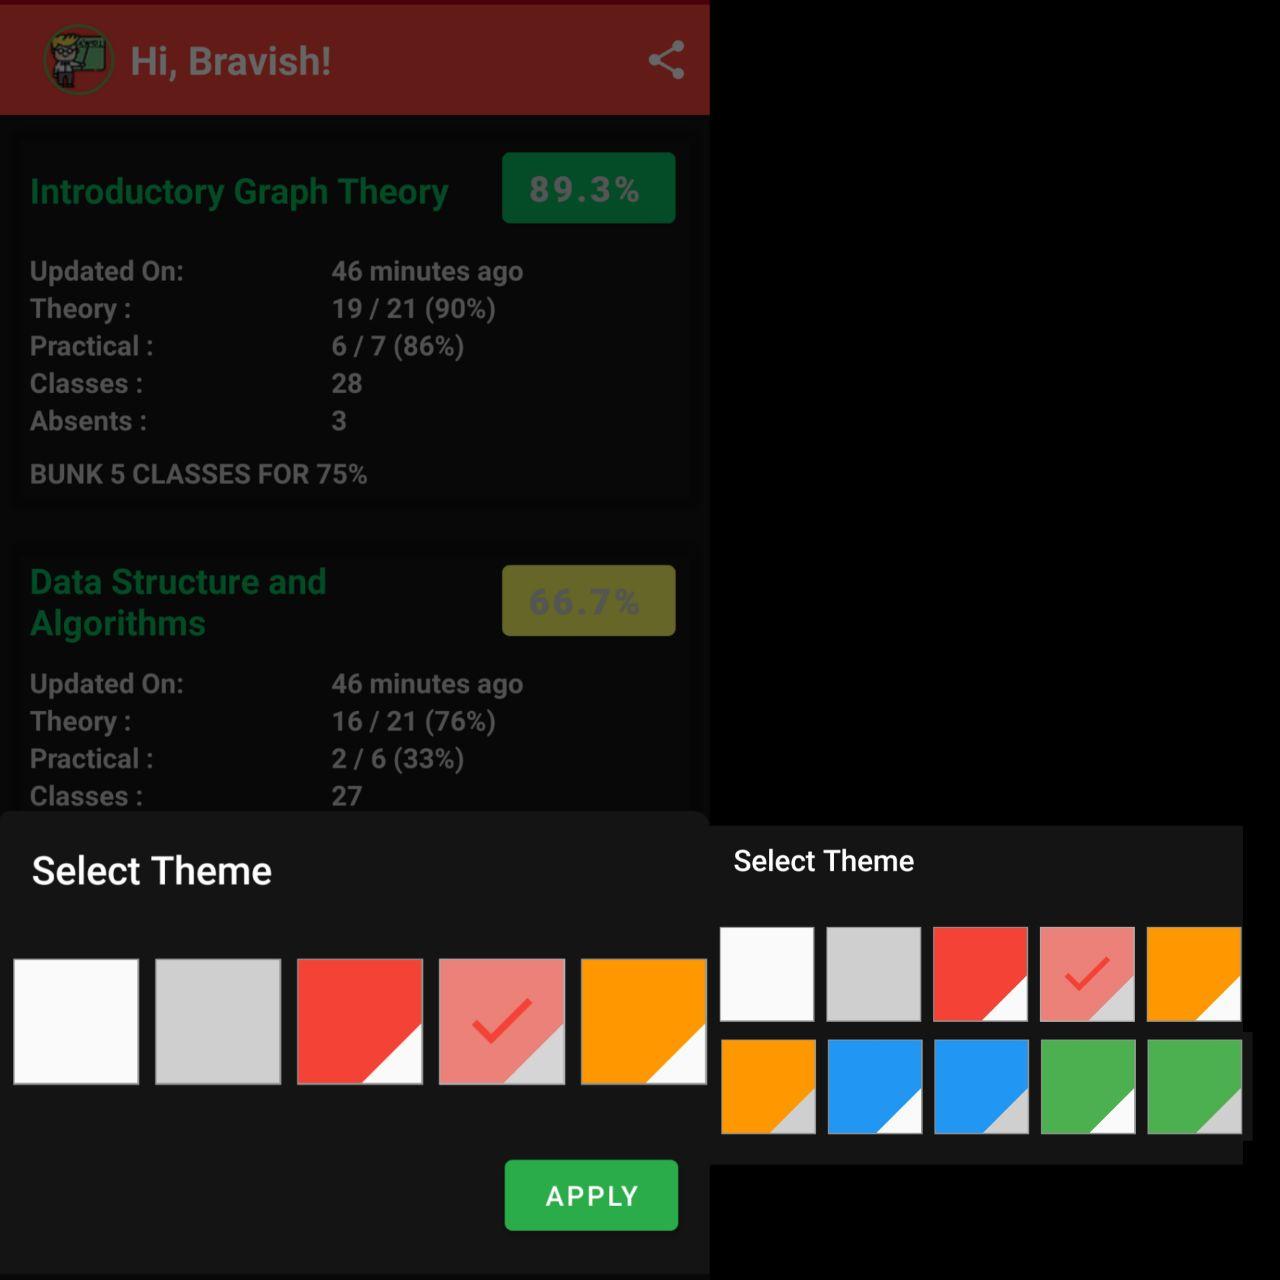 Hi, Bravish!
Introductory Graph Theory
89.3%
Updated On: 46 minutes ago
Theory : 19 / 21 (90%)
Practical : 6 / 7 (86%)
Classes : 28
Absents : 3
BUNK 5 CLASSES FOR 75%
Data Structure and
Algorithms
66.7%
Updated On: 46 minutes ago
Theory : 16 / 21 (76%)
Practical : 2 / 6 (33%)
Classes : 27
Select Theme
APPLY
Select Theme